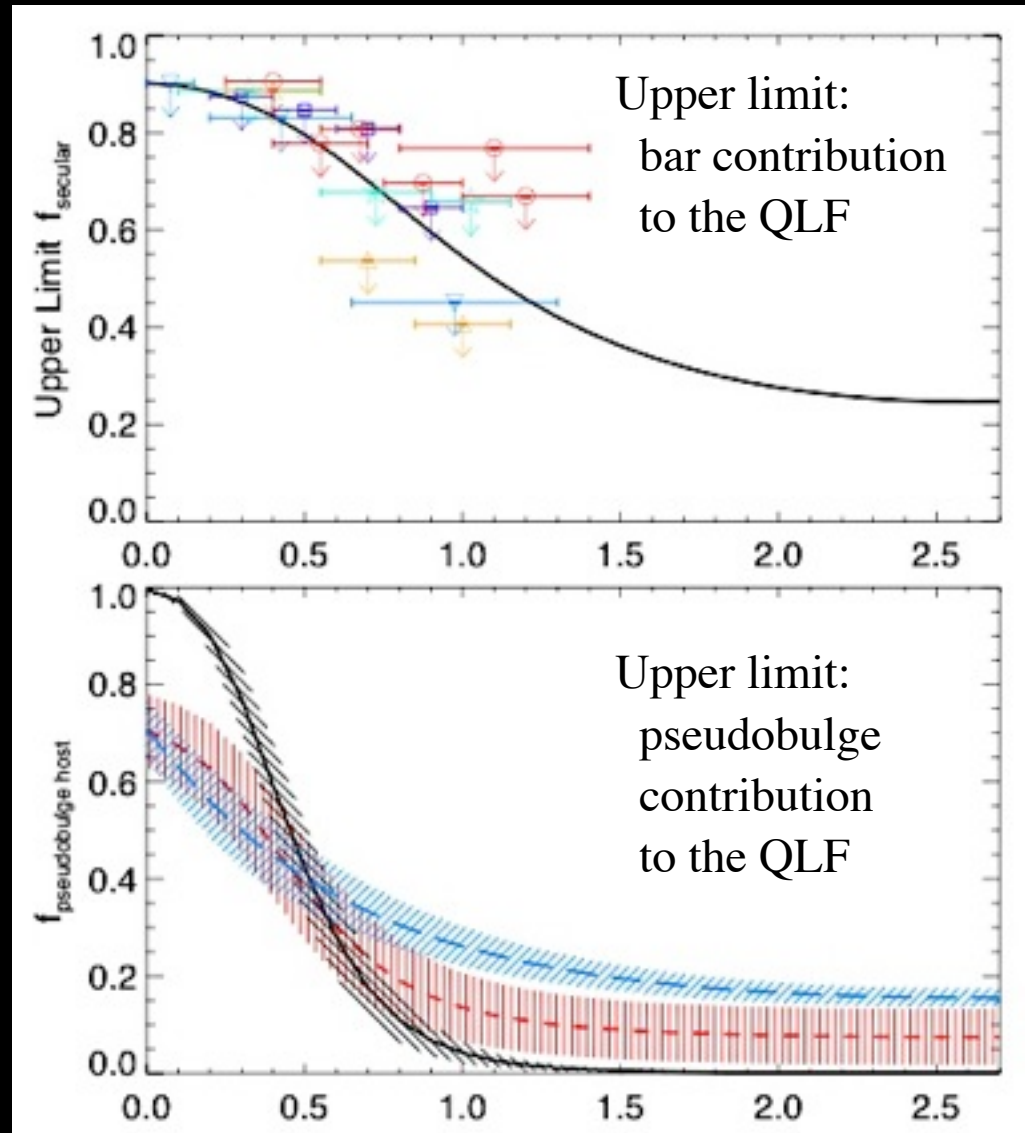 Upper Limit f_secular
1.0
0.8
0.6
0.4
0.2
0.0
Upper limit:
bar contribution
to the QLF
0.0 0.5 1.0 1.5 2.0 2.5
f_pseudobulge host
1.0
0.8
0.6
0.4
0.2
0.0
Upper limit:
pseudobulge
contribution
to the QLF
0.0 0.5 1.0 1.5 2.0 2.5